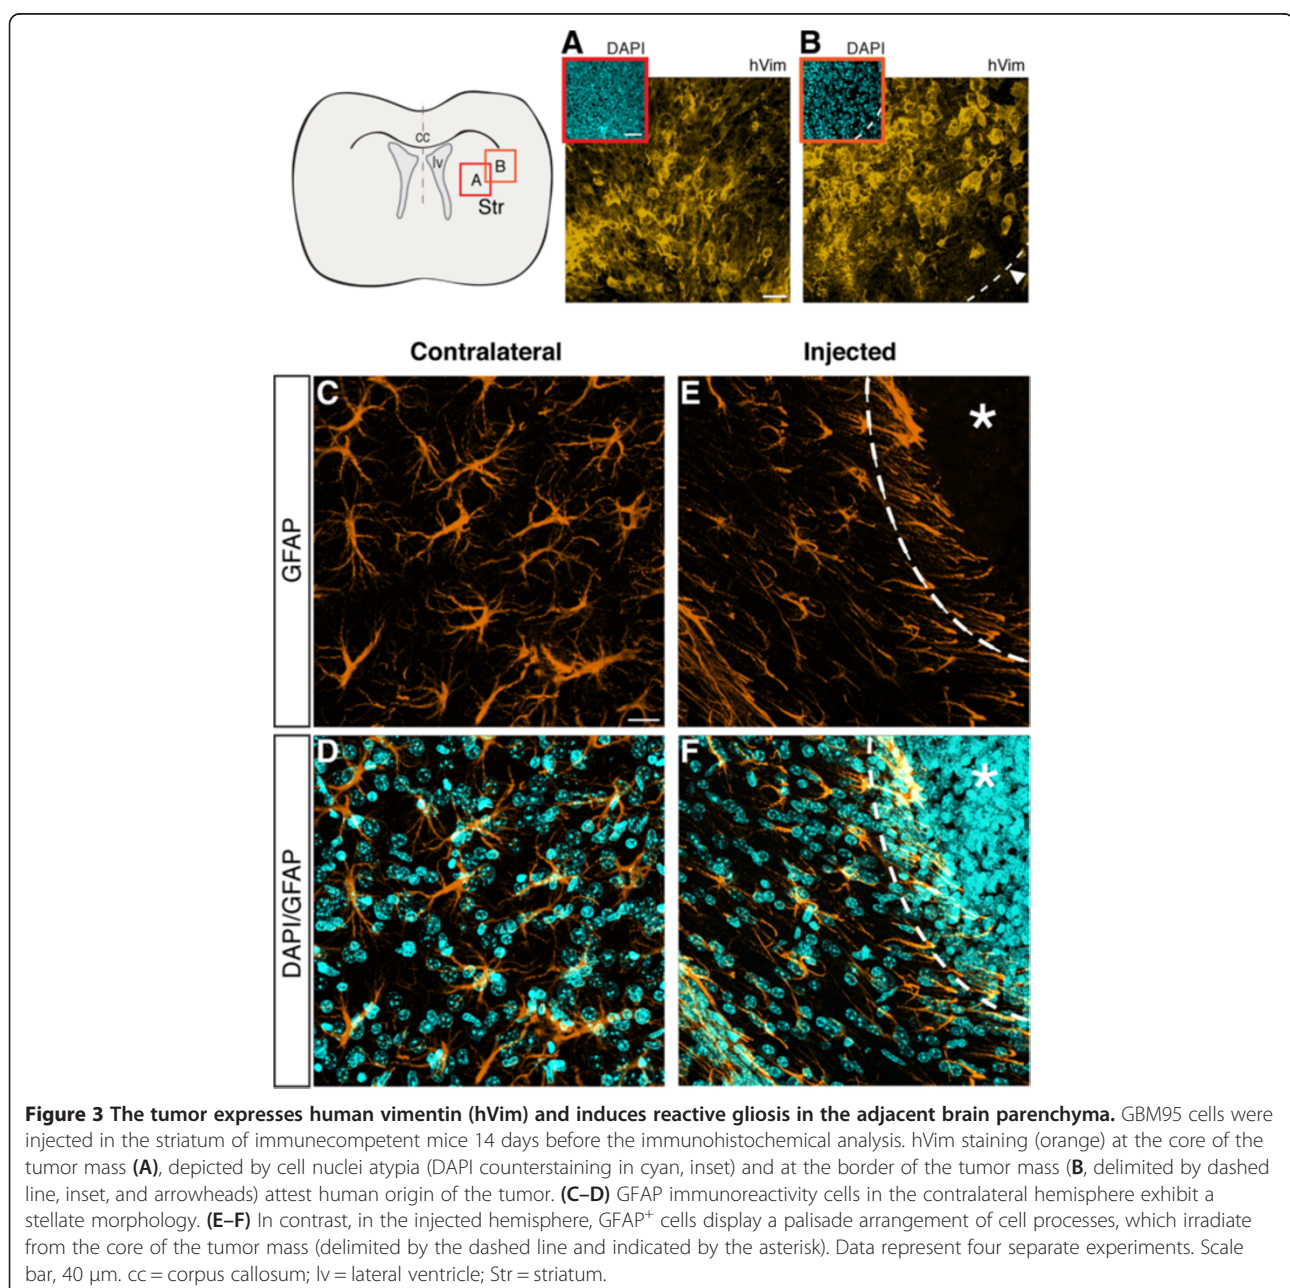 A
DAPI
hVim
B
DAPI
hVim
cc
lv
A
B
Str
Contralateral
Injected
GFAP
C
E
*
DAPI/GFAP
D
F
*
Figure 3 The tumor expresses human vimentin (hVim) and induces reactive gliosis in the adjacent brain parenchyma. GBM95 cells were
injected in the striatum of immunecompetent mice 14 days before the immunohistochemical analysis. hVim staining (orange) at the core of the
tumor mass (A), depicted by cell nuclei atypia (DAPI counterstaining in cyan, inset) and at the border of the tumor mass (B, delimited by dashed
line, inset, and arrowheads) attest human origin of the tumor. (C–D) GFAP immunoreactivity cells in the contralateral hemisphere exhibit a
stellate morphology. (E–F) In contrast, in the injected hemisphere, GFAP⁺ cells display a palisade arrangement of cell processes, which irradiate
from the core of the tumor mass (delimited by the dashed line and indicated by the asterisk). Data represent four separate experiments. Scale
bar, 40 μm. cc = corpus callosum; lv = lateral ventricle; Str = striatum.